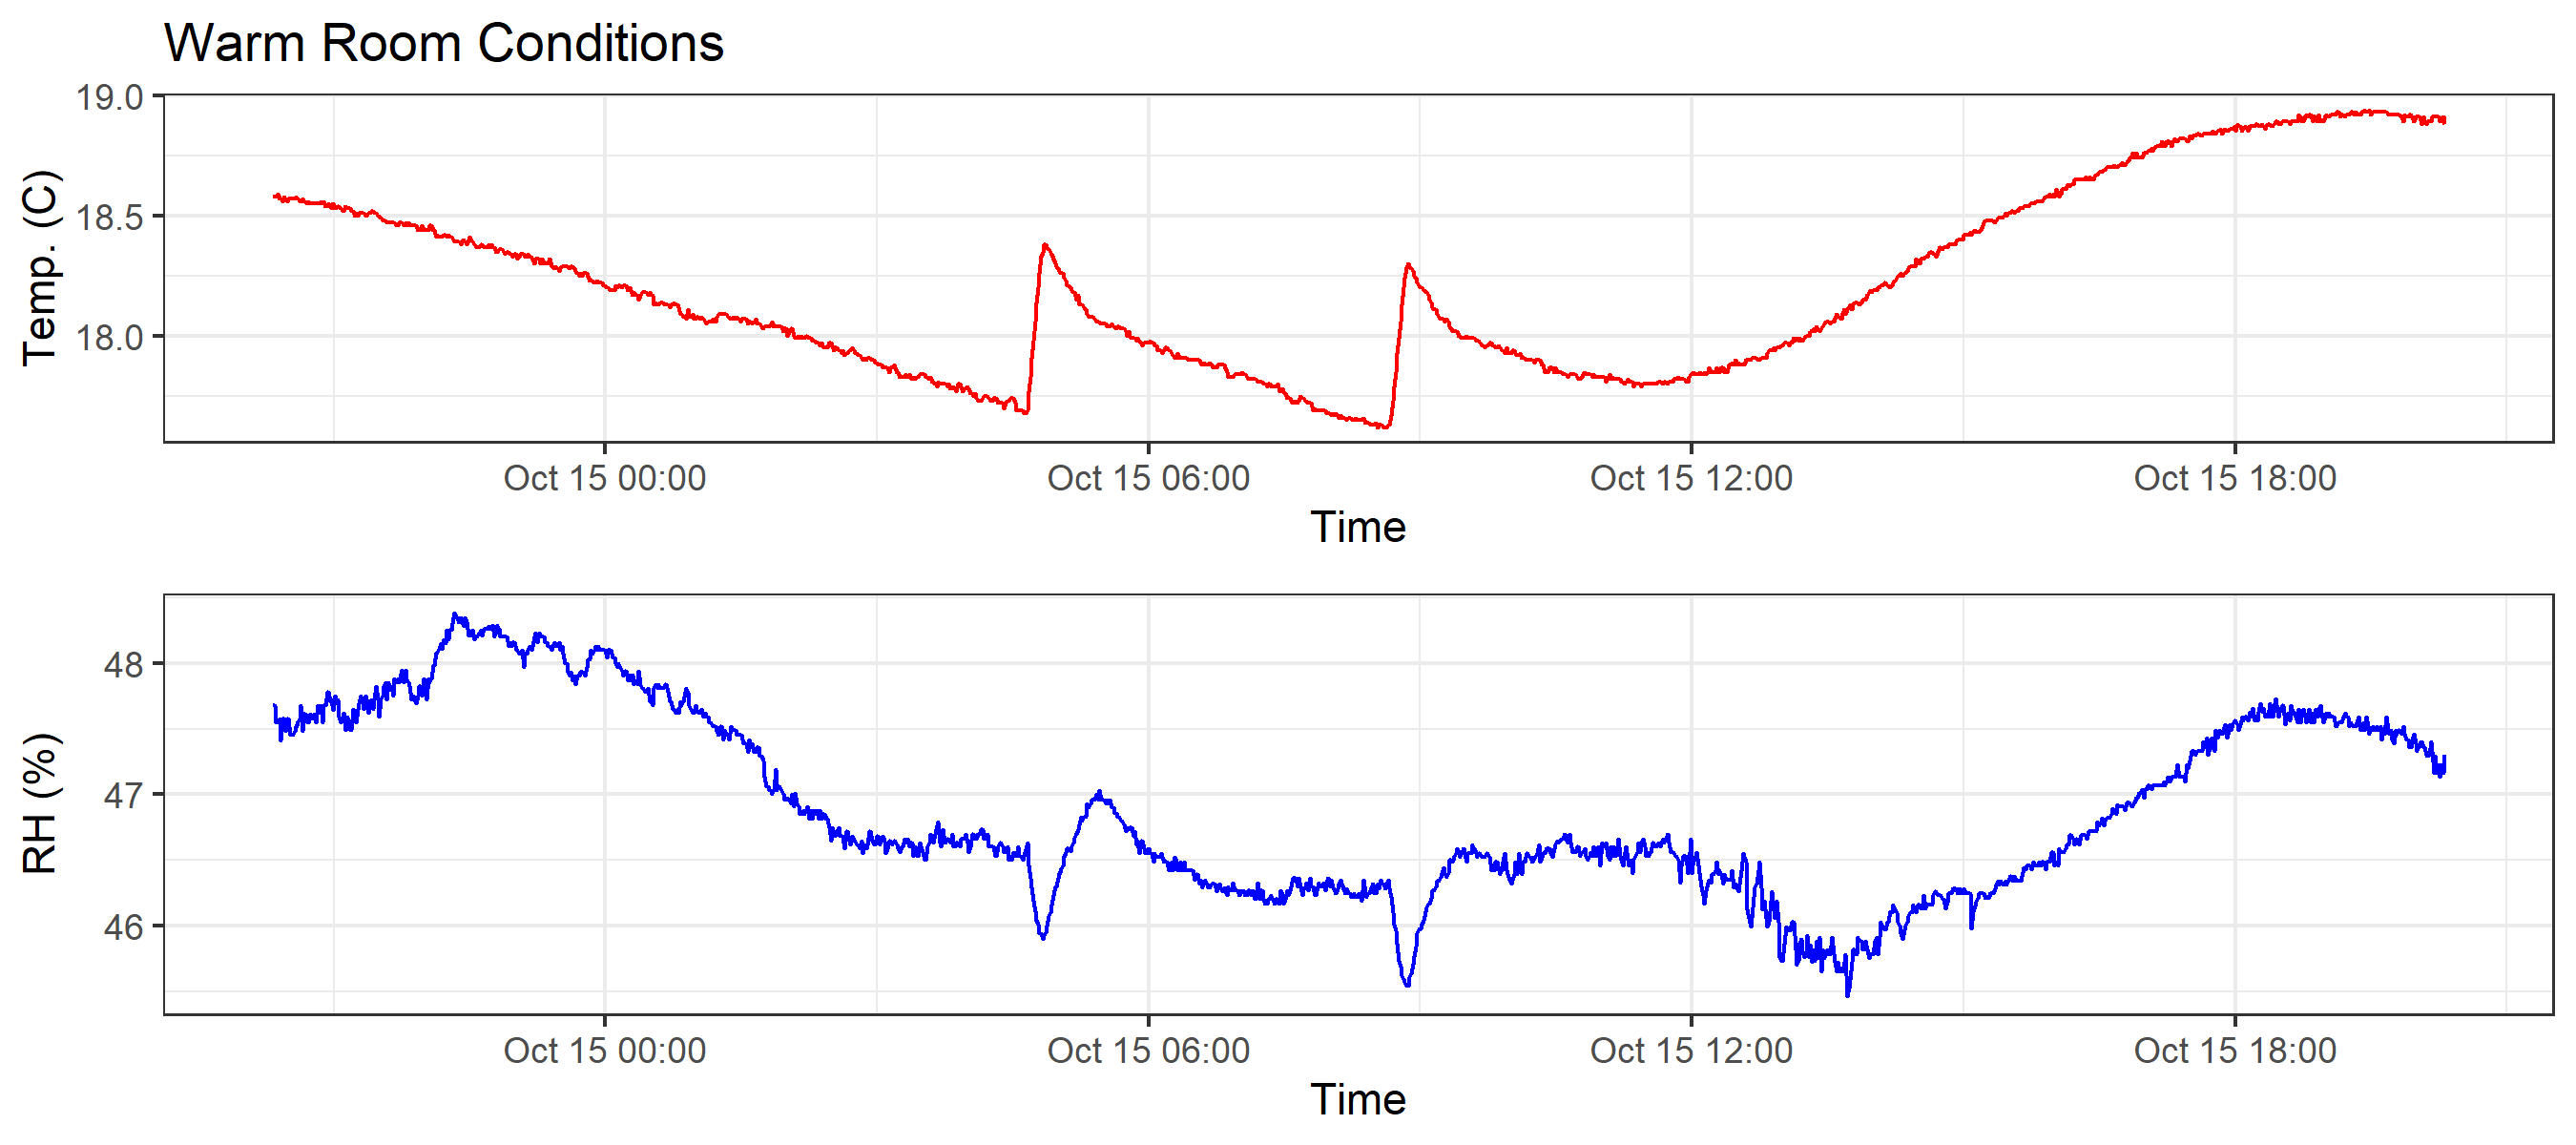 Warm Room Conditions
19.0
18.5
18.0
Temp. (C)
Oct 15 00:00 Oct 15 06:00 Oct 15 12:00 Oct 15 18:00
Time
48
47
46
RH (%)
Oct 15 00:00 Oct 15 06:00 Oct 15 12:00 Oct 15 18:00
Time